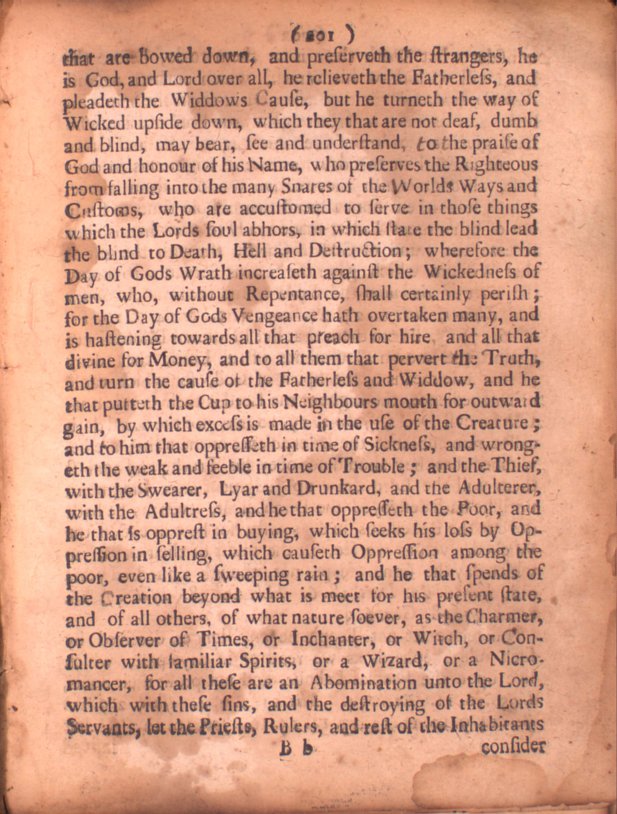 ( 201 )
that are bowed down, and preſerveth the ſtrangers, he
is God, and Lord over all, he relieveth the Fatherleſs, and
pleadeth the Widdows Cauſe, but he turneth the way of
Wicked upſide down, which they that are not deaf, dumb
and blind, may hear, ſee and underſtand, to the praiſe of
God and honour of his Name, who preſerves the Righteous
from falling into the many Snares of the Worlds Ways and
Cuſtoms, who are accuſtomed to ſerve in thoſe things
which the Lords ſoul abhors, in which ſtate the blind lead
the blind to Death, Hell and Deſtruction; wherefore the
Day of Gods Wrath increaſeth againſt the Wickedneſs of
men, who, without Repentance, ſhall certainly periſh;
for the Day of Gods Vengeance hath overtaken many, and
is haſtening towards all that preach for hire, and all that
divine for Money, and to all them that pervert the Truth,
and turn the cauſe of the Fatherleſs and Widdow, and he
that putteth the Cup to his Neighbours mouth for outward
gain, by which exceſs is made in the uſe of the Creature;
and to him that oppreſſeth in time of Sickneſs, and wrong-
eth the weak and feeble in time of Trouble; and the Thief,
with the Swearer, Lyar and Drunkard, and the Adulterer,
with the Adultreſs, and he that oppreſſeth the Poor, and
he that is oppreſt in buying, which ſeeks his loſs by Op-
preſſion in ſelling, which cauſeth Oppreſſion among the
poor, even like a ſweeping rain; and he that ſpends of
the Creation beyond what is meet for his preſent ſtate,
and of all others, of what nature ſoever, as the Charmer,
or Obſerver of Times, or Inchanter, or Witch, or Con-
ſulter with familiar Spirits, or a Wizard, or a Nicro-
mancer, for all theſe are an Abomination unto the Lord,
which with theſe ſins, and the deſtroying of the Lords
Servants, let the Prieſts, Rulers, and reſt of the Inhabitants
B b
conſider